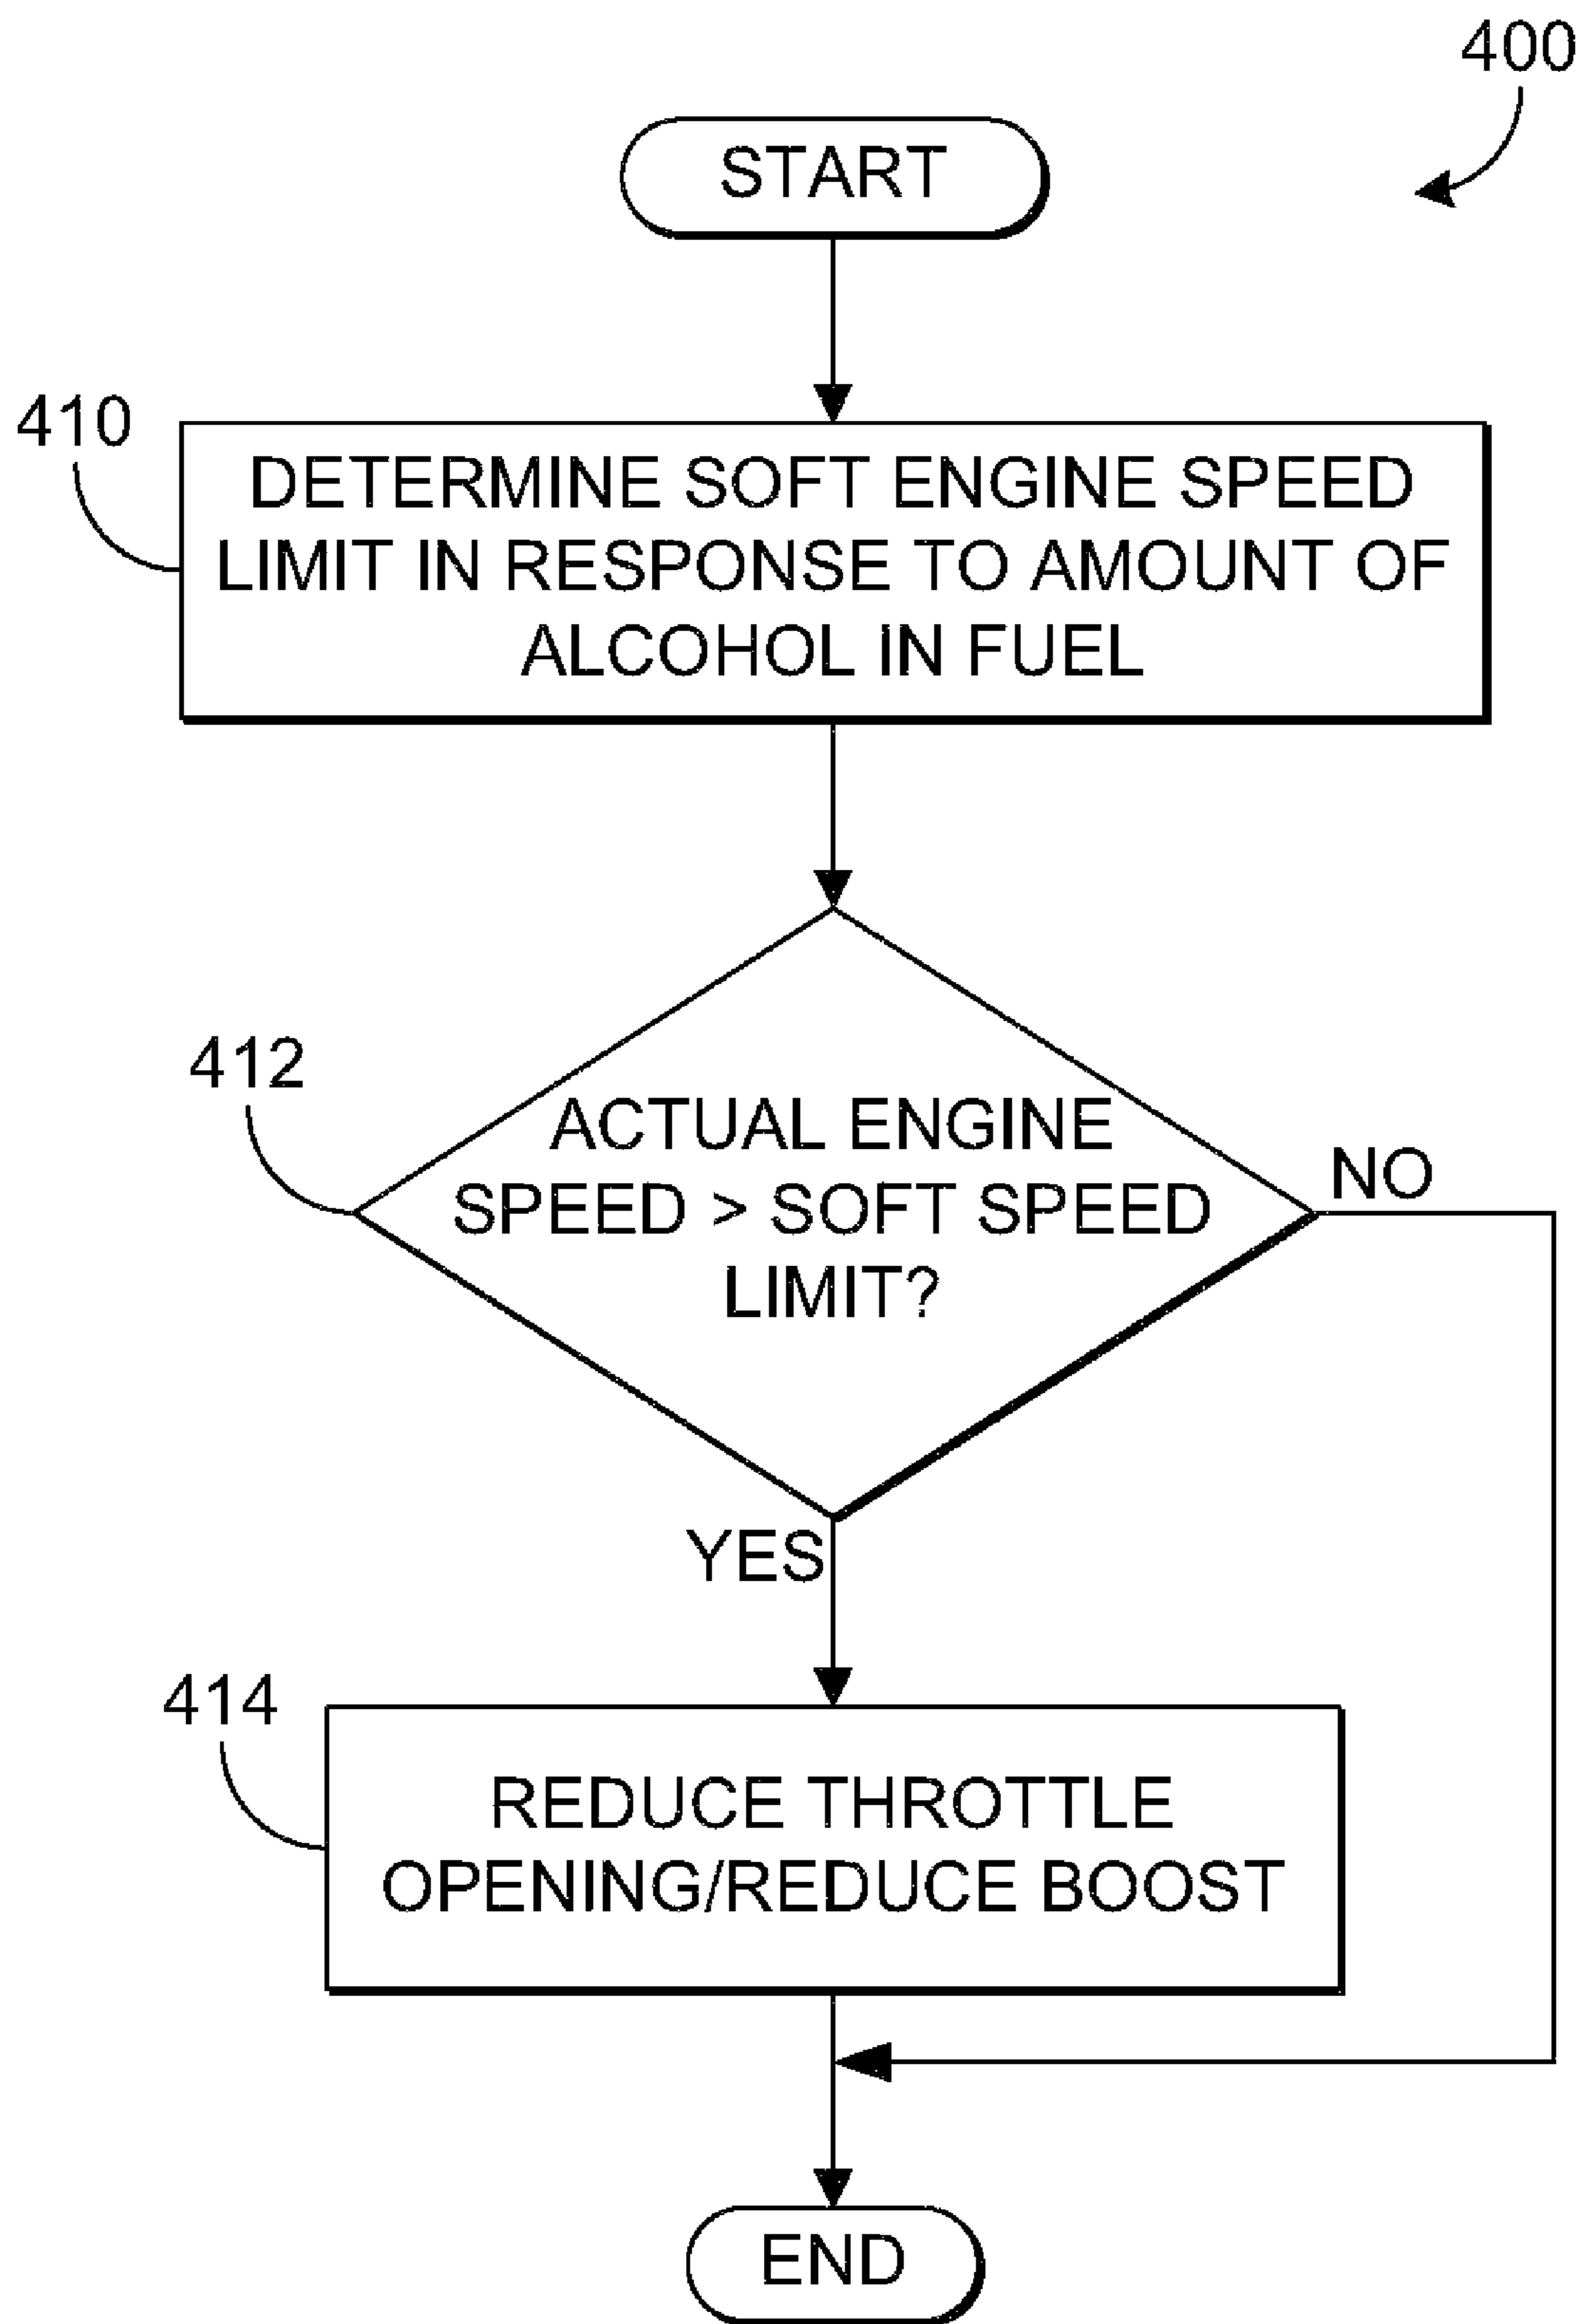 400
START
410
DETERMINE SOFT ENGINE SPEED
LIMIT IN RESPONSE TO AMOUNT OF
ALCOHOL IN FUEL
412
ACTUAL ENGINE
SPEED > SOFT SPEED
LIMIT?
NO
YES
414
REDUCE THROTTLE
OPENING/REDUCE BOOST
END